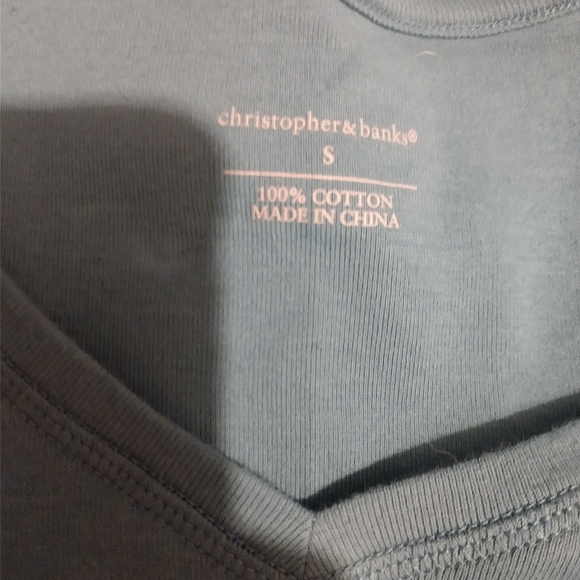 christopher&banks®
S
100% COTTON
MADE IN CHINA